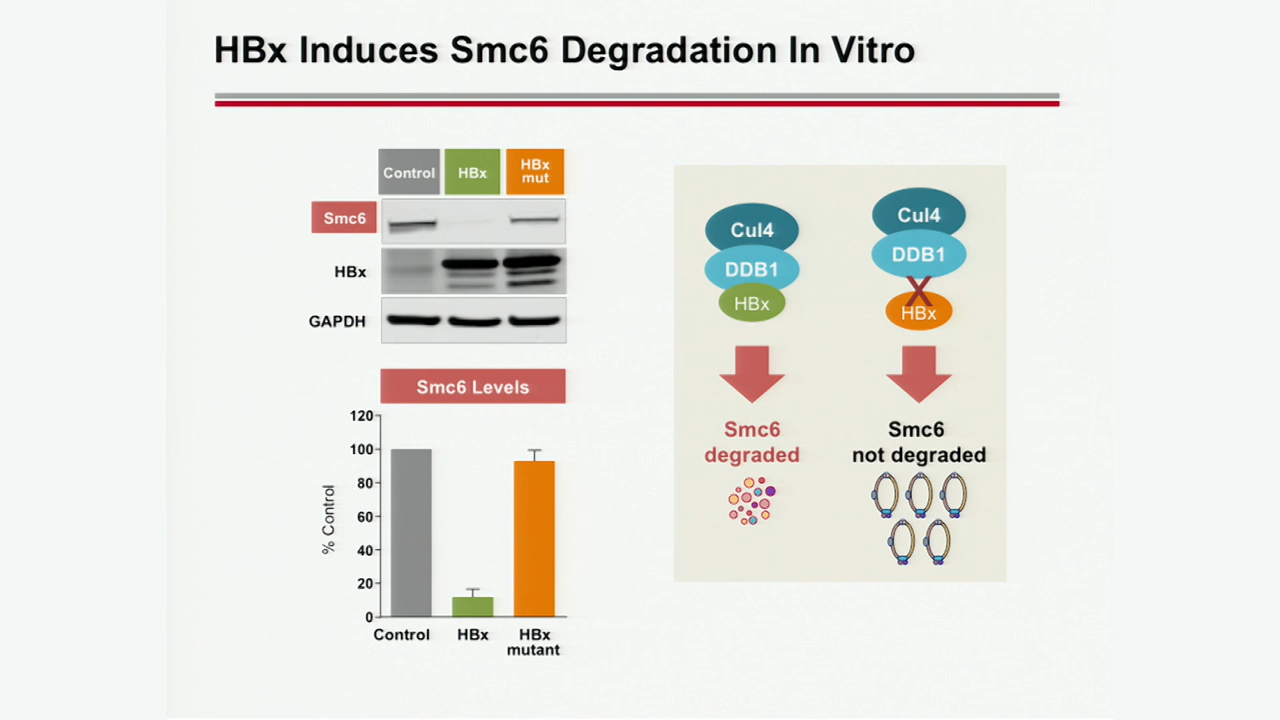 HBx Induces Smc6 Degradation In Vitro
Control
HBx
HBx
mut
Smc6
HBx
GAPDH
Smc6 Levels
120
100
80
60
40
20
0
% Control
Control
HBx
HBx
mutant
Cul4
DDB1
HBx
Smc6
degraded
Cul4
DDB1
X
HBx
Smc6
not degraded